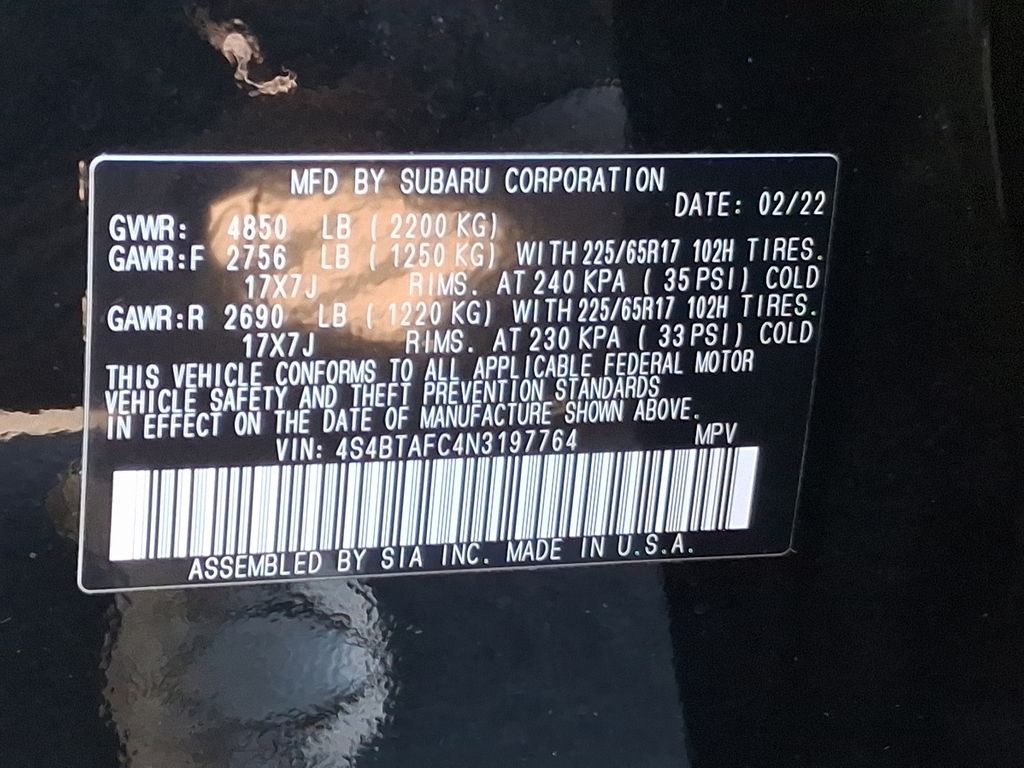 MFD BY SUBARU CORPORATION
DATE: 02/22
GVWR: 4850 LB ( 2200 KG)
GAWR:F 2756 LB ( 1250 KG) WITH 225/65R17 102H TIRES.
17X7J RIMS. AT 240 KPA ( 35 PSI) COLD
GAWR:R 2690 LB ( 1220 KG) WITH 225/65R17 102H TIRES.
17X7J RIMS. AT 230 KPA ( 33 PSI) COLD
THIS VEHICLE CONFORMS TO ALL APPLICABLE FEDERAL MOTOR
VEHICLE SAFETY AND THEFT PREVENTION STANDARDS
IN EFFECT ON THE DATE OF MANUFACTURE SHOWN ABOVE.
VIN: 4S4BTAFC4N3197764 MPV
ASSEMBLED BY SIA INC. MADE IN U.S.A.